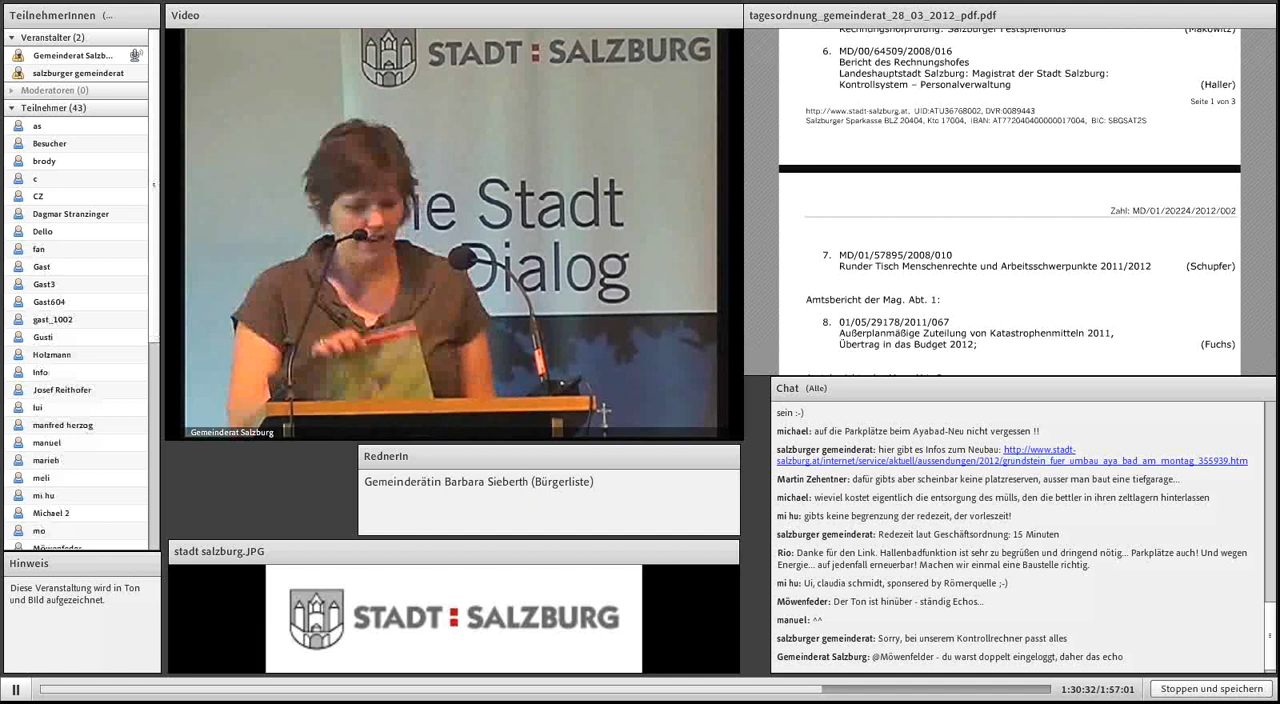 TeilnehmerInnen (...
Veranstalter (2)
Gemeinderat Salzb...
salzburger gemeinderat
Moderatoren (0)
Teilnehmer (43)
as
Besucher
brody
c
CZ
Dagmar Stranzinger
Dello
fan
Gast
Gast3
Gast604
gast_1002
Gusti
Holzmann
Info
Josef Reithofer
lui
manfred herzog
manuel
marieh
meli
mi hu
Michael 2
mo
Möwenfeder
Hinweis
Diese Veranstaltung wird in Ton
und Bild aufgezeichnet.
Video
STADT : SALZBURG
ie Stadt
Dialog
Gemeinderat Salzburg
RednerIn
Gemeinderätin Barbara Sieberth (Bürgerliste)
stadt salzburg.JPG
STADT : SALZBURG
tagesordnung_gemeinderat_28_03_2012_pdf.pdf
Rechnungshofprüfung: Salzburger Festspielfonds (Makowitz)
6. MD/00/64509/2008/016
Bericht des Rechnungshofes
Landeshauptstadt Salzburg: Magistrat der Stadt Salzburg:
Kontrollsystem – Personalverwaltung (Haller)
Seite 1 von 3
http://www.stadt-salzburg.at, UID:ATU36768002, DVR:0089443
Salzburger Sparkasse BLZ 20404, Kto 17004, IBAN: AT772040400000017004, BIC: SBGSAT2S
Zahl: MD/01/20224/2012/002
7. MD/01/57895/2008/010
Runder Tisch Menschenrechte und Arbeitsschwerpunkte 2011/2012 (Schupfer)
Amtsbericht der Mag. Abt. 1:
8. 01/05/29178/2011/067
Außerplanmäßige Zuteilung von Katastrophenmitteln 2011,
Übertrag in das Budget 2012; (Fuchs)
Chat (Alle)
sein :-)
michael: auf die Parkplätze beim Ayabad-Neu nicht vergessen !!
salzburger gemeinderat: hier gibt es Infos zum Neubau: http://www.stadt-
salzburg.at/internet/service/aktuell/aussendungen/2012/grundstein_fuer_umbau_aya_bad_am_montag_355939.htm
Martin Zehentner: dafür gibts aber scheinbar keine platzreserven, ausser man baut eine tiefgarage...
michael: wieviel kostet eigentlich die entsorgung des mülls, den die bettler in ihren zeltlagern hinterlassen
mi hu: gibts keine begrenzung der redezeit, der vorleszeit!
salzburger gemeinderat: Redezeit laut Geschäftsordnung: 15 Minuten
Rio: Danke für den Link. Hallenbadfunktion ist sehr zu begrüßen und dringend nötig... Parkplätze auch! Und wegen
Energie... auf jedenfall erneuerbar! Machen wir einmal eine Baustelle richtig.
mi hu: Ui, claudia schmidt, sponsered by Römerquelle ;-)
Möwenfeder: Der Ton ist hinüber - ständig Echos...
manuel: ^^
salzburger gemeinderat: Sorry, bei unserem Kontrollrechner passt alles
Gemeinderat Salzburg: @Möwenfelder - du warst doppelt eingeloggt, daher das echo
1:30:32/1:57:01
Stoppen und speichern